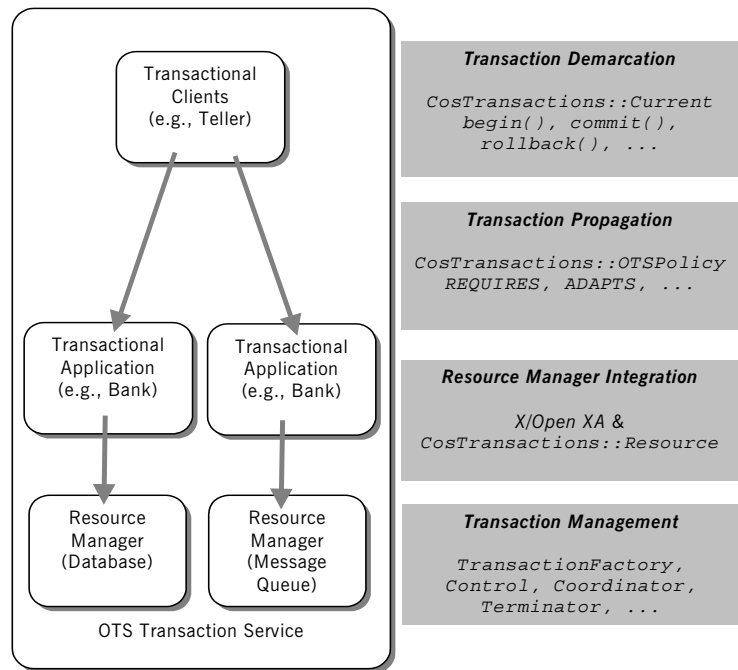 Transactional
Clients
(e.g., Teller)
Transactional
Application
(e.g., Bank)
Transactional
Application
(e.g., Bank)
Resource
Manager
(Database)
Resource
Manager
(Message
Queue)
OTS Transaction Service
Transaction Demarcation
CosTransactions::Current
begin(), commit(),
rollback(), ...
Transaction Propagation
CosTransactions::OTSPolicy
REQUIRES, ADAPTS, ...
Resource Manager Integration
X/Open XA &
CosTransactions::Resource
Transaction Management
TransactionFactory,
Control, Coordinator,
Terminator, ...